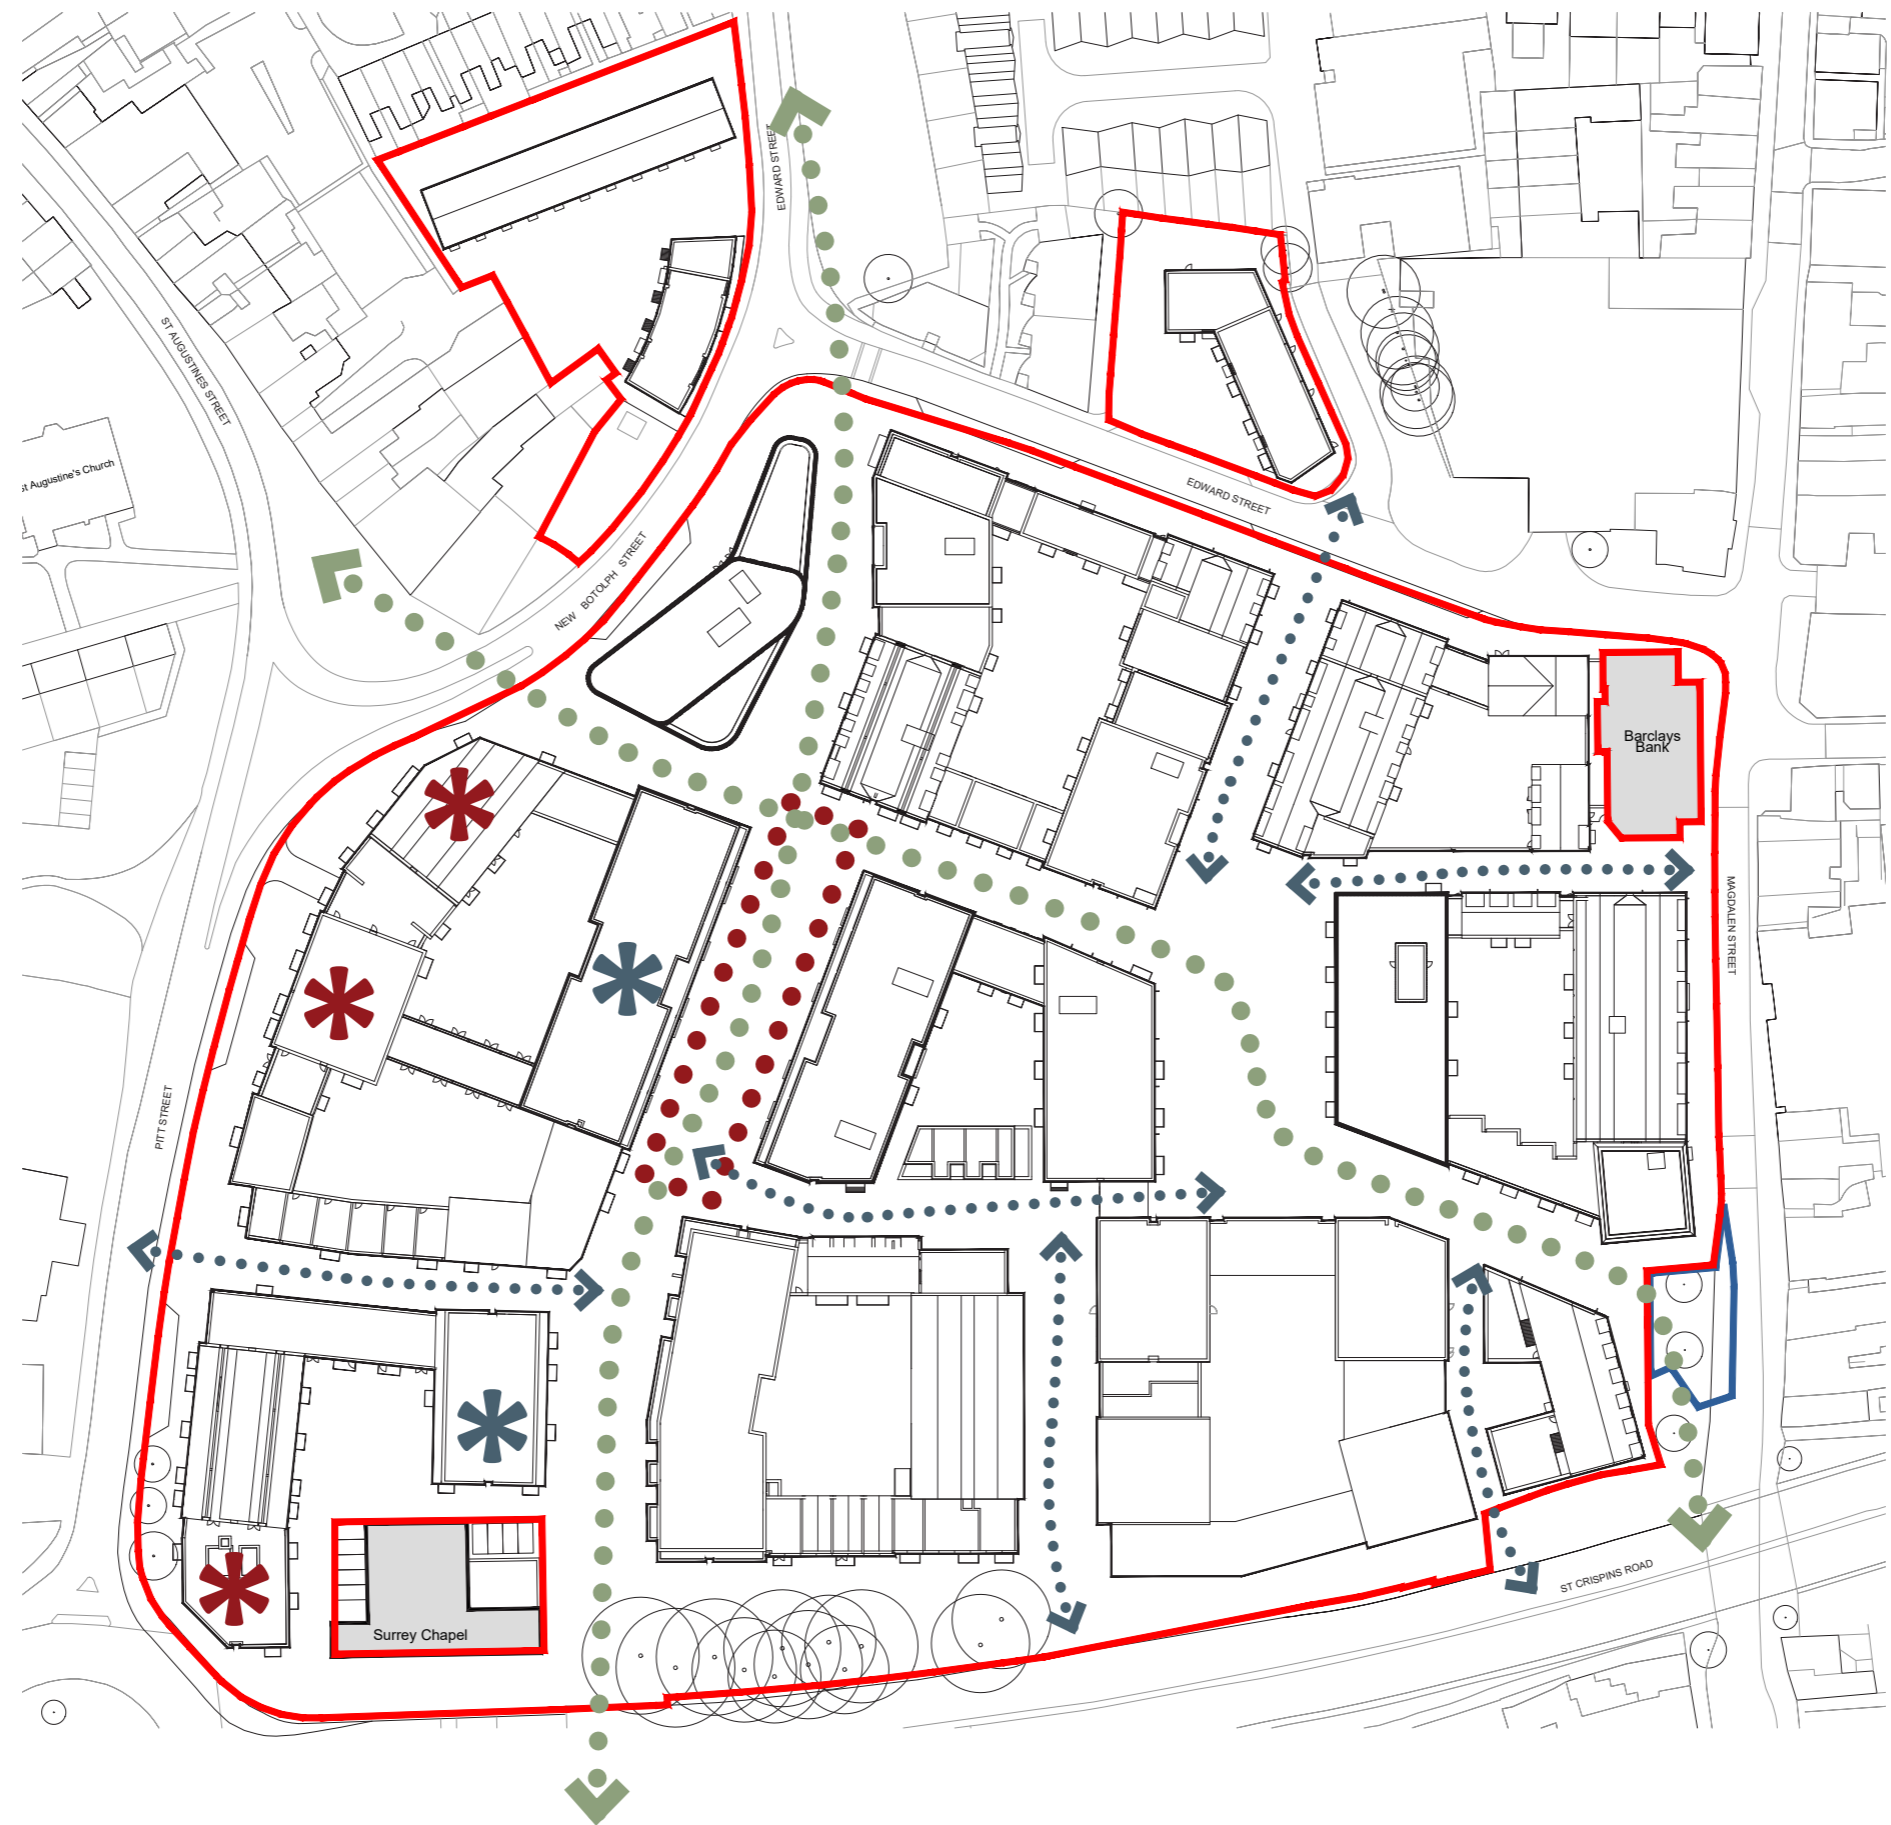 EDWARD STREET
ST AUGUSTINES STREET
St Augustine's Church
EDWARD STREET
NEW BOTOLPH STREET
Barclays
Bank
MAGDALEN STREET
PITT STREET
ST CRISPINS ROAD
Surrey Chapel